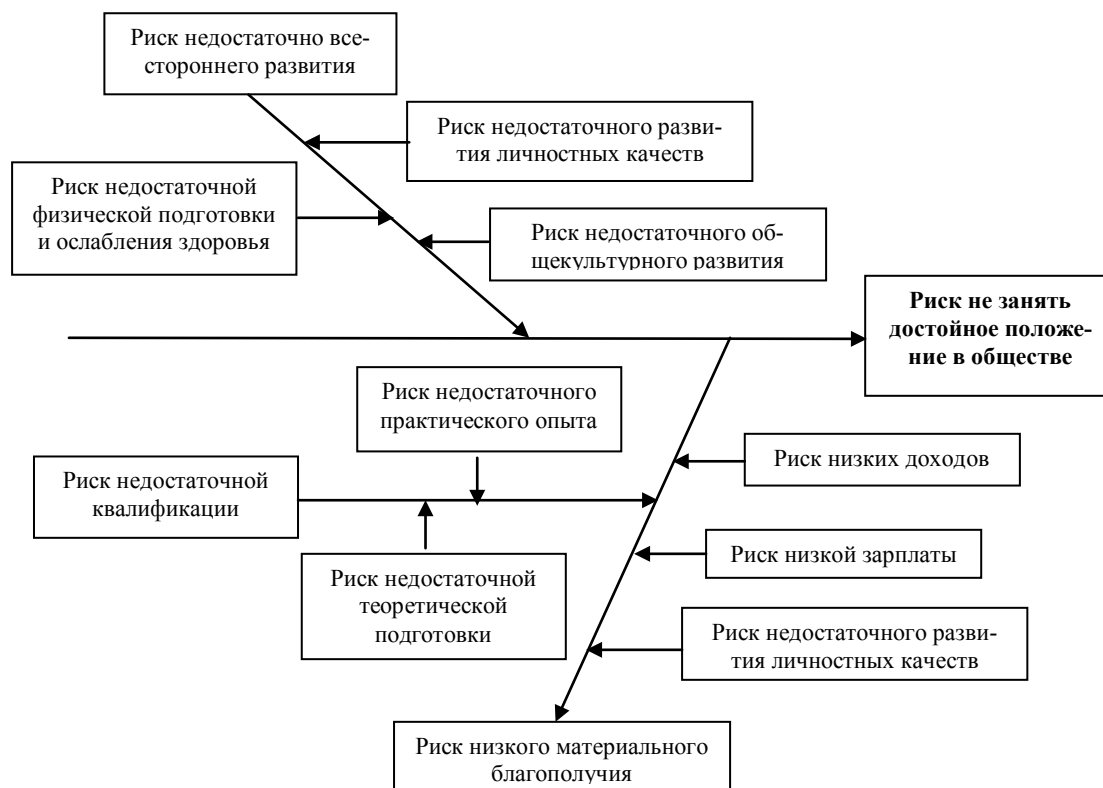 Риск недостаточно все-
стороннего развития
Риск недостаточного разви-
тия личностных качеств
Риск недостаточной
физической подготовки
и ослабления здоровья
Риск недостаточного об-
щекультурного развития
Риск не занять
достойное положе-
ние в обществе
Риск недостаточного
практического опыта
Риск низких доходов
Риск недостаточной
квалификации
Риск низкой зарплаты
Риск недостаточной
теоретической
подготовки
Риск недостаточного разви-
тия личностных качеств
Риск низкого материального
благополучия